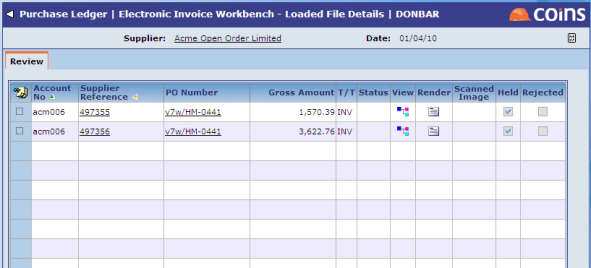 Purchase Ledger | Electronic Invoice Workbench - Loaded File Details | DONBAR
coins
Supplier: Acme Open Order Limited Date: 01/04/10
Review
Account No Supplier Reference PO Number Gross Amount T/T Status View Render Scanned Image Held Rejected
acm006 497355 v7w/HM-0441 1,570.39 INV
acm006 497356 v7w/HM-0441 3,622.76 INV